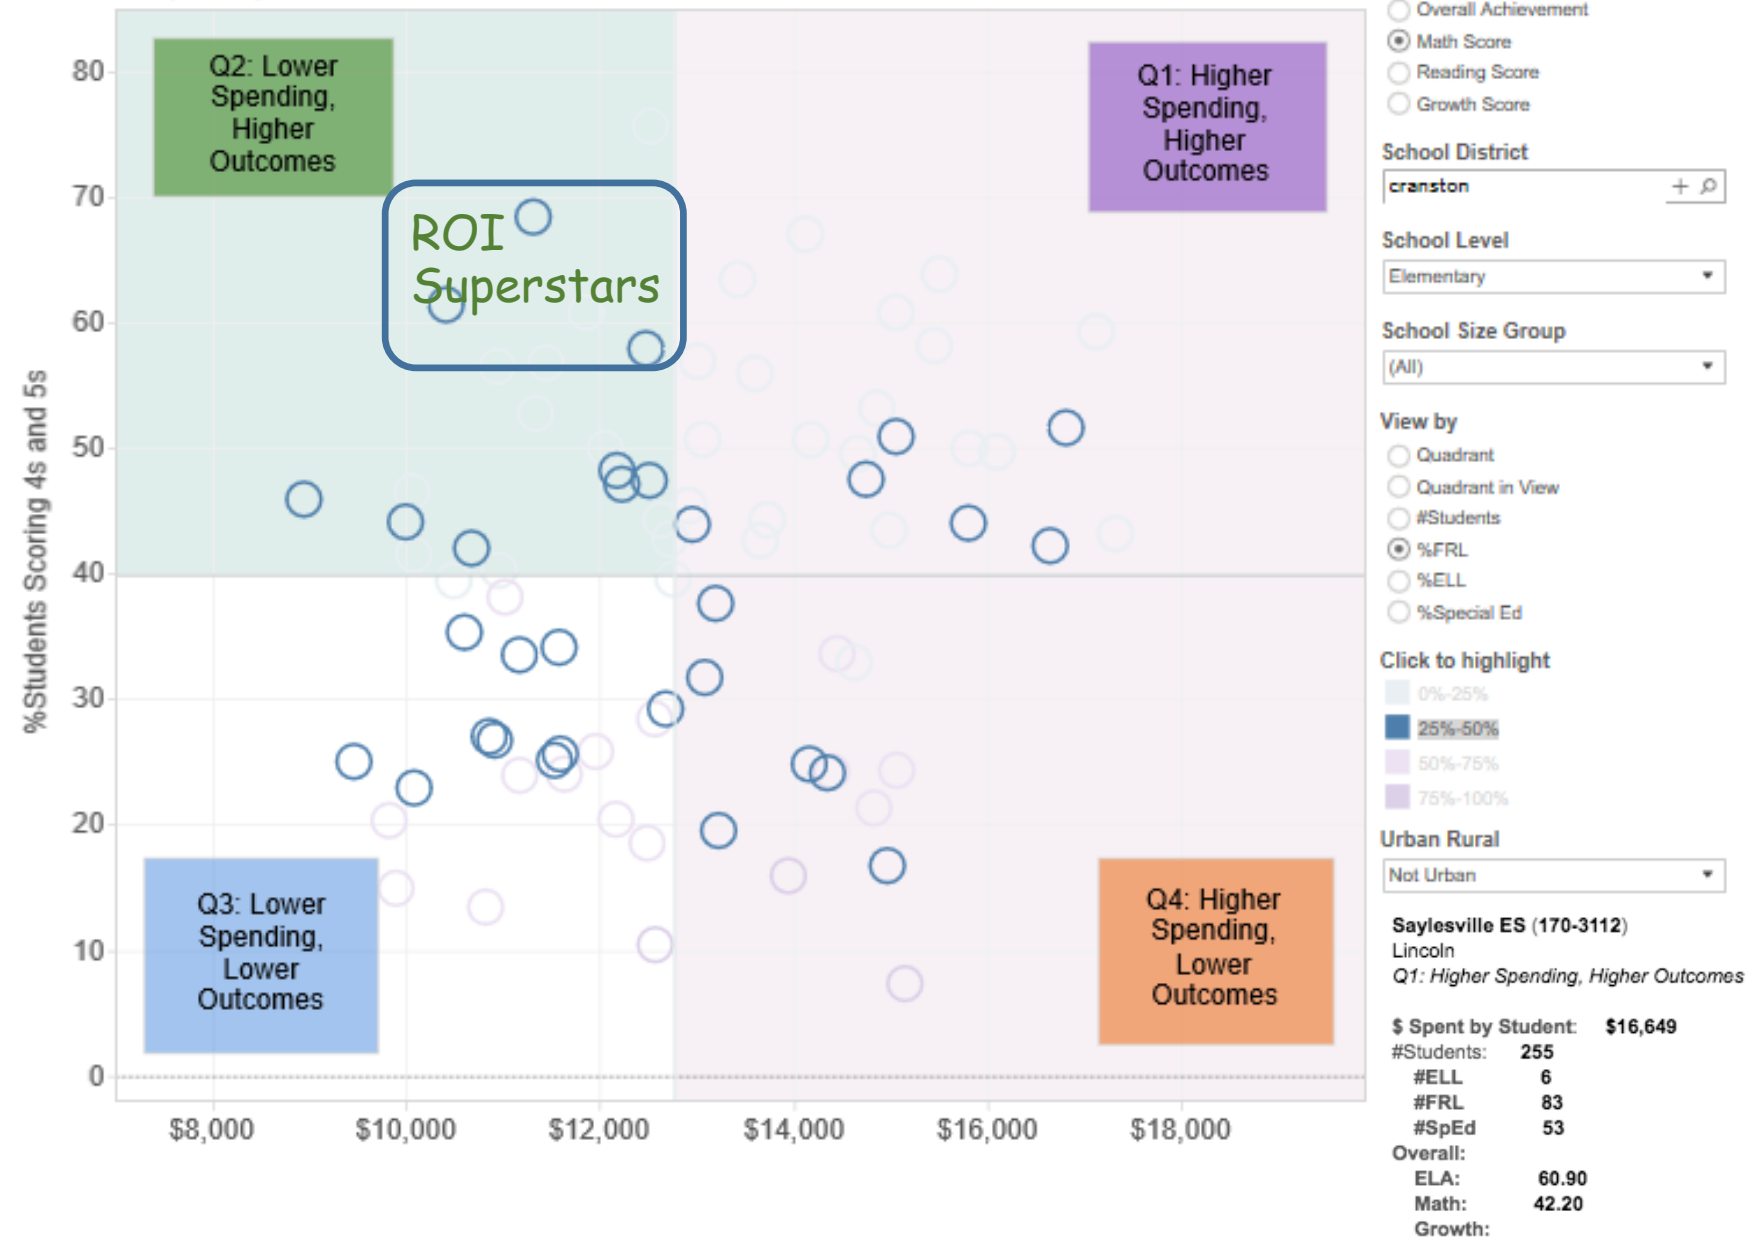 %Students Scoring 4s and 5s
80
70
60
50
40
30
20
10
0
$8,000
$10,000
$12,000
$14,000
$16,000
$18,000
Q2: Lower
Spending,
Higher
Outcomes
Q1: Higher
Spending,
Higher
Outcomes
ROI
Superstars
Q3: Lower
Spending,
Lower
Outcomes
Q4: Higher
Spending,
Lower
Outcomes
Overall Achievement
Math Score
Reading Score
Growth Score
School District
cranston
School Level
Elementary
School Size Group
(All)
View by
Quadrant
Quadrant in View
#Students
%FRL
%ELL
%Special Ed
Click to highlight
0%-25%
25%-50%
50%-75%
75%-100%
Urban Rural
Not Urban
Saylesville ES (170-3112)
Lincoln
Q1: Higher Spending, Higher Outcomes
$ Spent by Student: $16,649
#Students: 255
#ELL 6
#FRL 83
#SpEd 53
Overall:
ELA: 60.90
Math: 42.20
Growth: